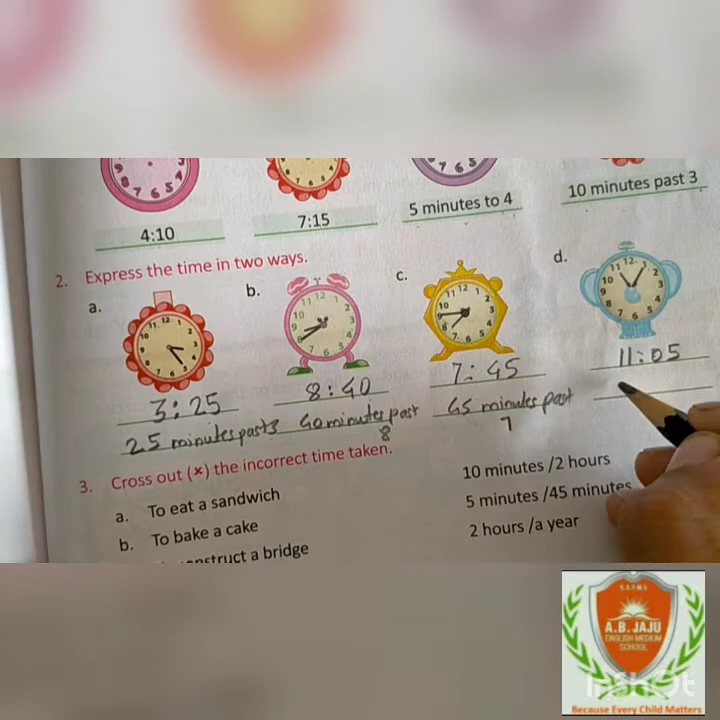 4:10
7:15
5 minutes to 4
10 minutes past 3
2. Express the time in two ways.
a.
b.
c.
d.
3:25
8:40
7:45
11:05
25 minutes past 3
40 minutes past 8
45 minutes past 7
3. Cross out (×) the incorrect time taken.
a. To eat a sandwich
10 minutes /2 hours
b. To bake a cake
5 minutes /45 minutes
construct a bridge
2 hours /a year
A.B. JAJU
ENGLISH MEDIUM
SCHOOL
InShot
Because Every Child Matters